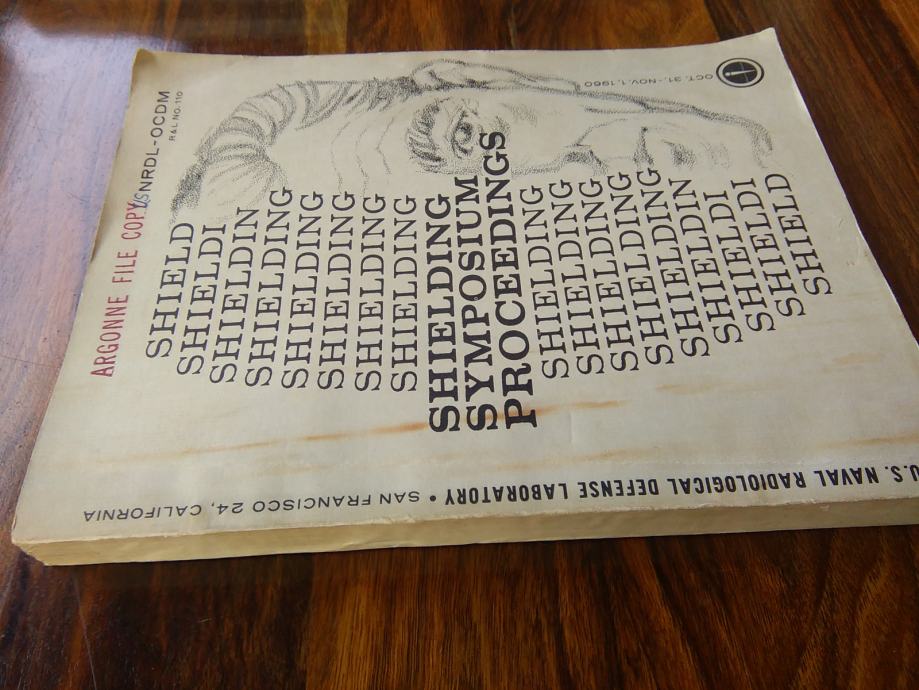 ARGONNE FILE COPY
USNRDL-OCDM
R&L NO. 110
SHIELD
SHIELDI
SHIELDIN
SHIELDING
SHIELDING
SHIELDING
SHIELDING
SHIELDING
SHIELDING
SYMPOSIUM
PROCEEDINGS
SHIELDING
SHIELDING
SHIELDING
SHIELDING
SHIELDING
SHIELDIN
SHIELDI
SHIELDI
SHIELD
OCT. 31.-NOV. 1, 1960
U.S. NAVAL RADIOLOGICAL DEFENSE LABORATORY • SAN FRANCISCO 24, CALIFORNIA